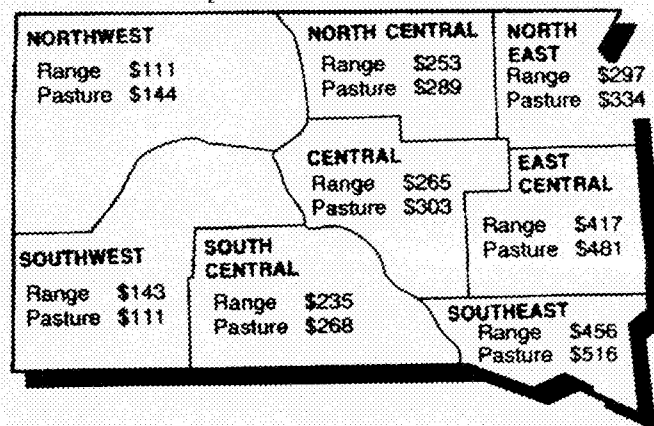 NORTHWEST
Range $111
Pasture $144
NORTH CENTRAL
Range $253
Pasture $289
NORTH
EAST
Range $297
Pasture $334
CENTRAL
Range $265
Pasture $303
EAST
CENTRAL
Range $417
Pasture $481
SOUTHWEST
Range $143
Pasture $111
SOUTH
CENTRAL
Range $235
Pasture $268
SOUTHEAST
Range $456
Pasture $516